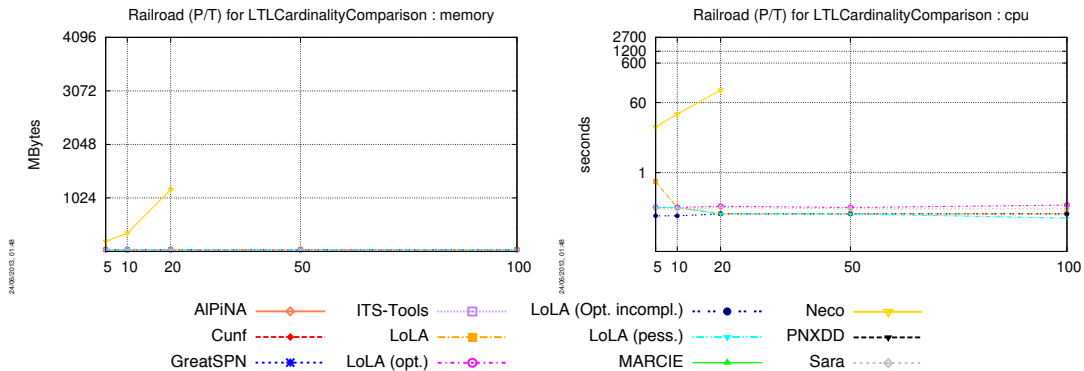 Railroad (P/T) for LTLCardinalityComparison : memory
4096
3072
2048
1024
MBytes
5 10 20 50 100
24/06/2013, 01:48
Railroad (P/T) for LTLCardinalityComparison : cpu
2700
1200
600
60
1
seconds
5 10 20 50 100
24/06/2013, 01:48
AlPiNA ITS-Tools LoLA (Opt. incompl.) Neco
Cunf LoLA LoLA (pess.) PNXDD
GreatSPN LoLA (opt.) MARCIE Sara